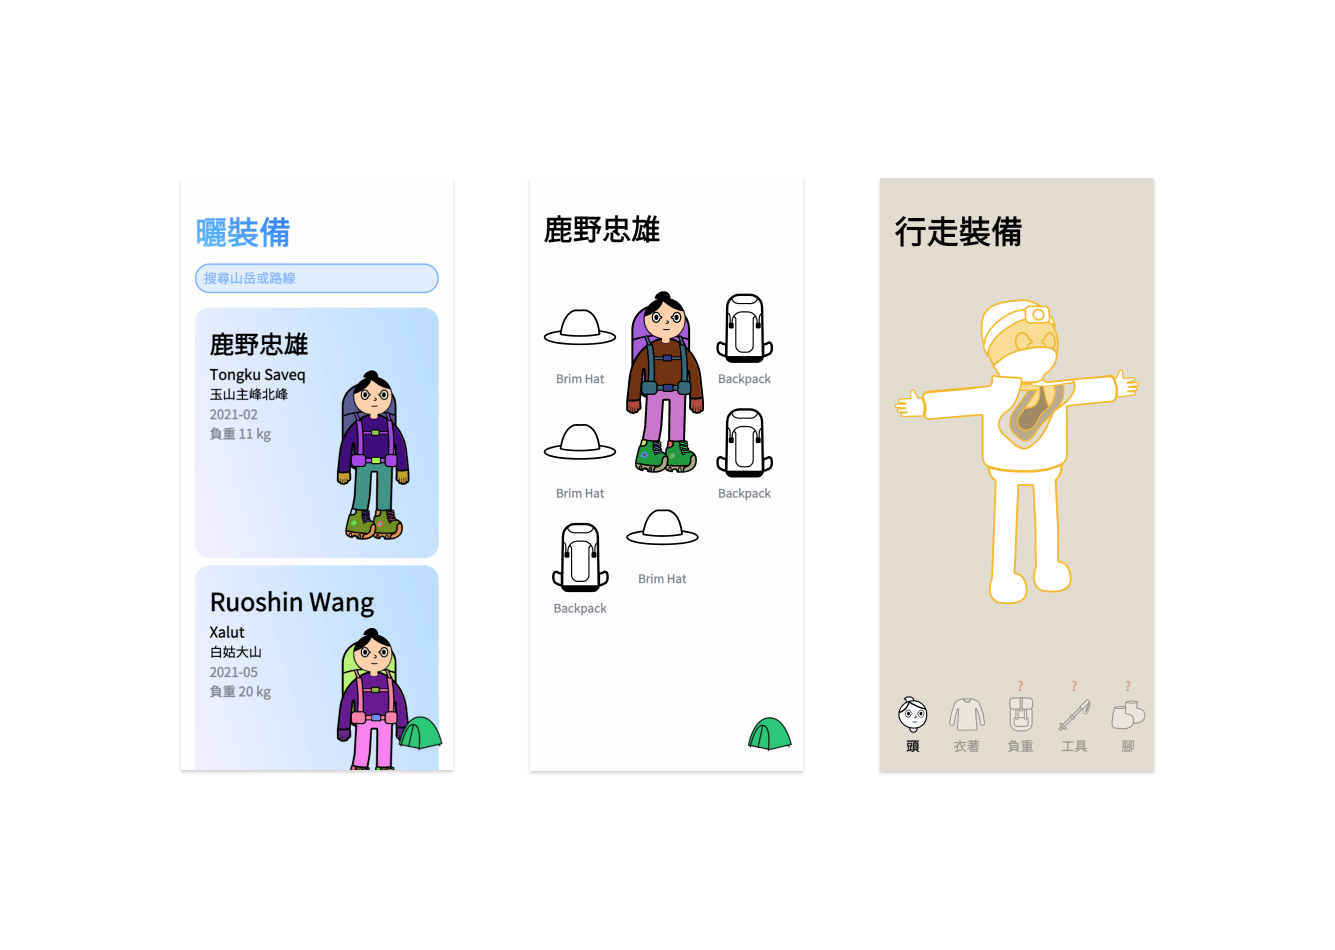 曬裝備
搜尋山岳或路線
鹿野忠雄
Tongku Saveq
玉山主峰北峰
2021-02
負重 11 kg
Ruoshin Wang
Xalut
白姑大山
2021-05
負重 20 kg
鹿野忠雄
Brim Hat
Backpack
Brim Hat
Backpack
Brim Hat
Backpack
行走裝備
? ? ?
頭 衣著 負重 工具 腳